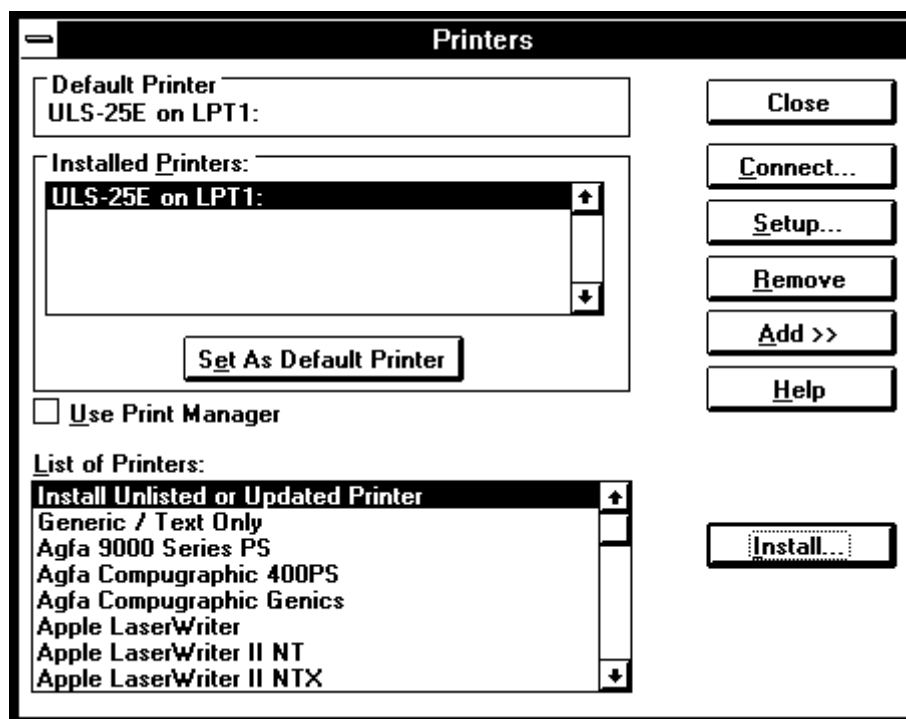 Printers
Default Printer
ULS-25E on LPT1:
Close
Installed Printers:
ULS-25E on LPT1:
Connect...
Setup...
Remove
Add >>
Set As Default Printer
Help
Use Print Manager
List of Printers:
Install Unlisted or Updated Printer
Generic / Text Only
Agfa 9000 Series PS
Agfa Compugraphic 400PS
Agfa Compugraphic Genics
Apple LaserWriter
Apple LaserWriter II NT
Apple LaserWriter II NTX
Install...